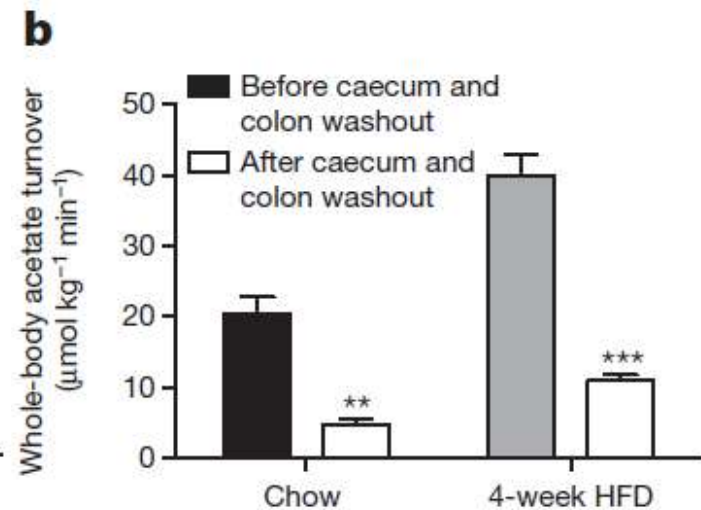 b
Whole-body acetate turnover
(μmol kg⁻¹ min⁻¹)
Before caecum and
colon washout
After caecum and
colon washout
50
40
30
20
10
0
**
***
Chow
4-week HFD